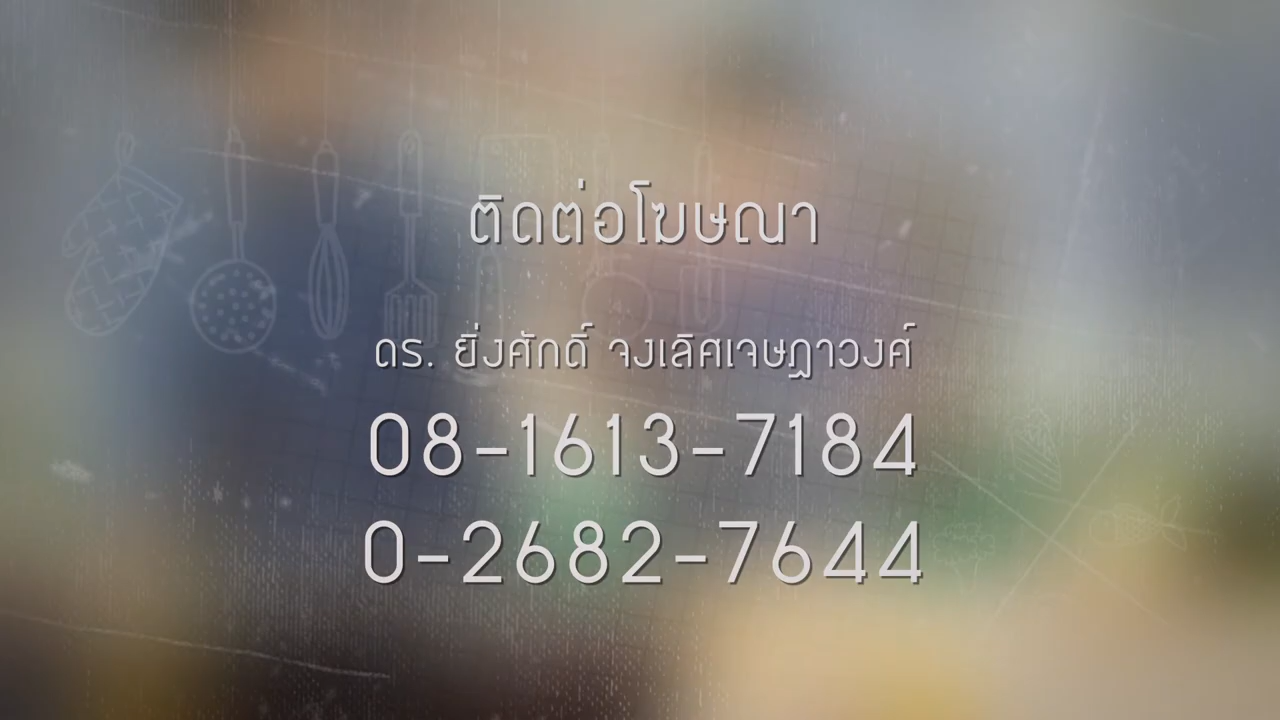 ติดต่อโฆษณา
ดร. ยิ่งศักดิ์ จงเลิศเจษฎาวงศ์
08-1613-7184
0-2682-7644